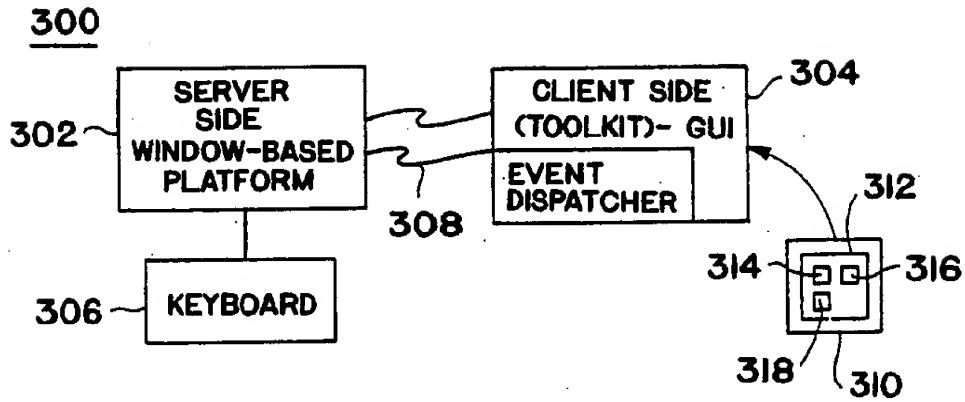 300
302
SERVER
SIDE
WINDOW-BASED
PLATFORM
CLIENT SIDE
(TOOLKIT)- GUI
304
EVENT
DISPATCHER
308
306
KEYBOARD
312
314
316
318
310